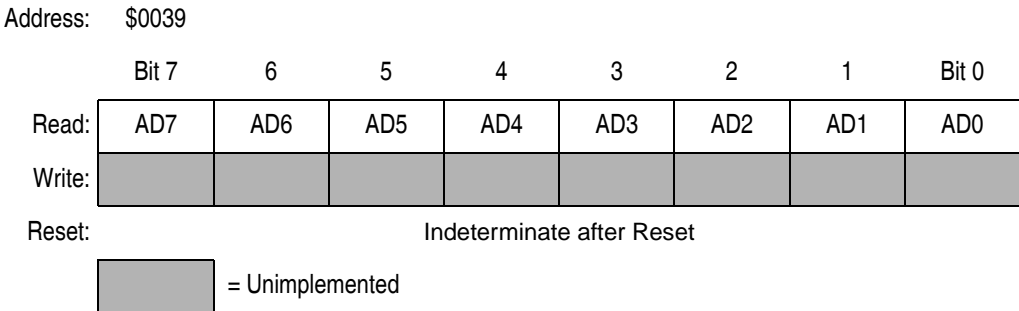 Address: $0039
Bit 7 6 5 4 3 2 1 Bit 0
Read: AD7 AD6 AD5 AD4 AD3 AD2 AD1 AD0
Write:
Reset: Indeterminate after Reset
= Unimplemented